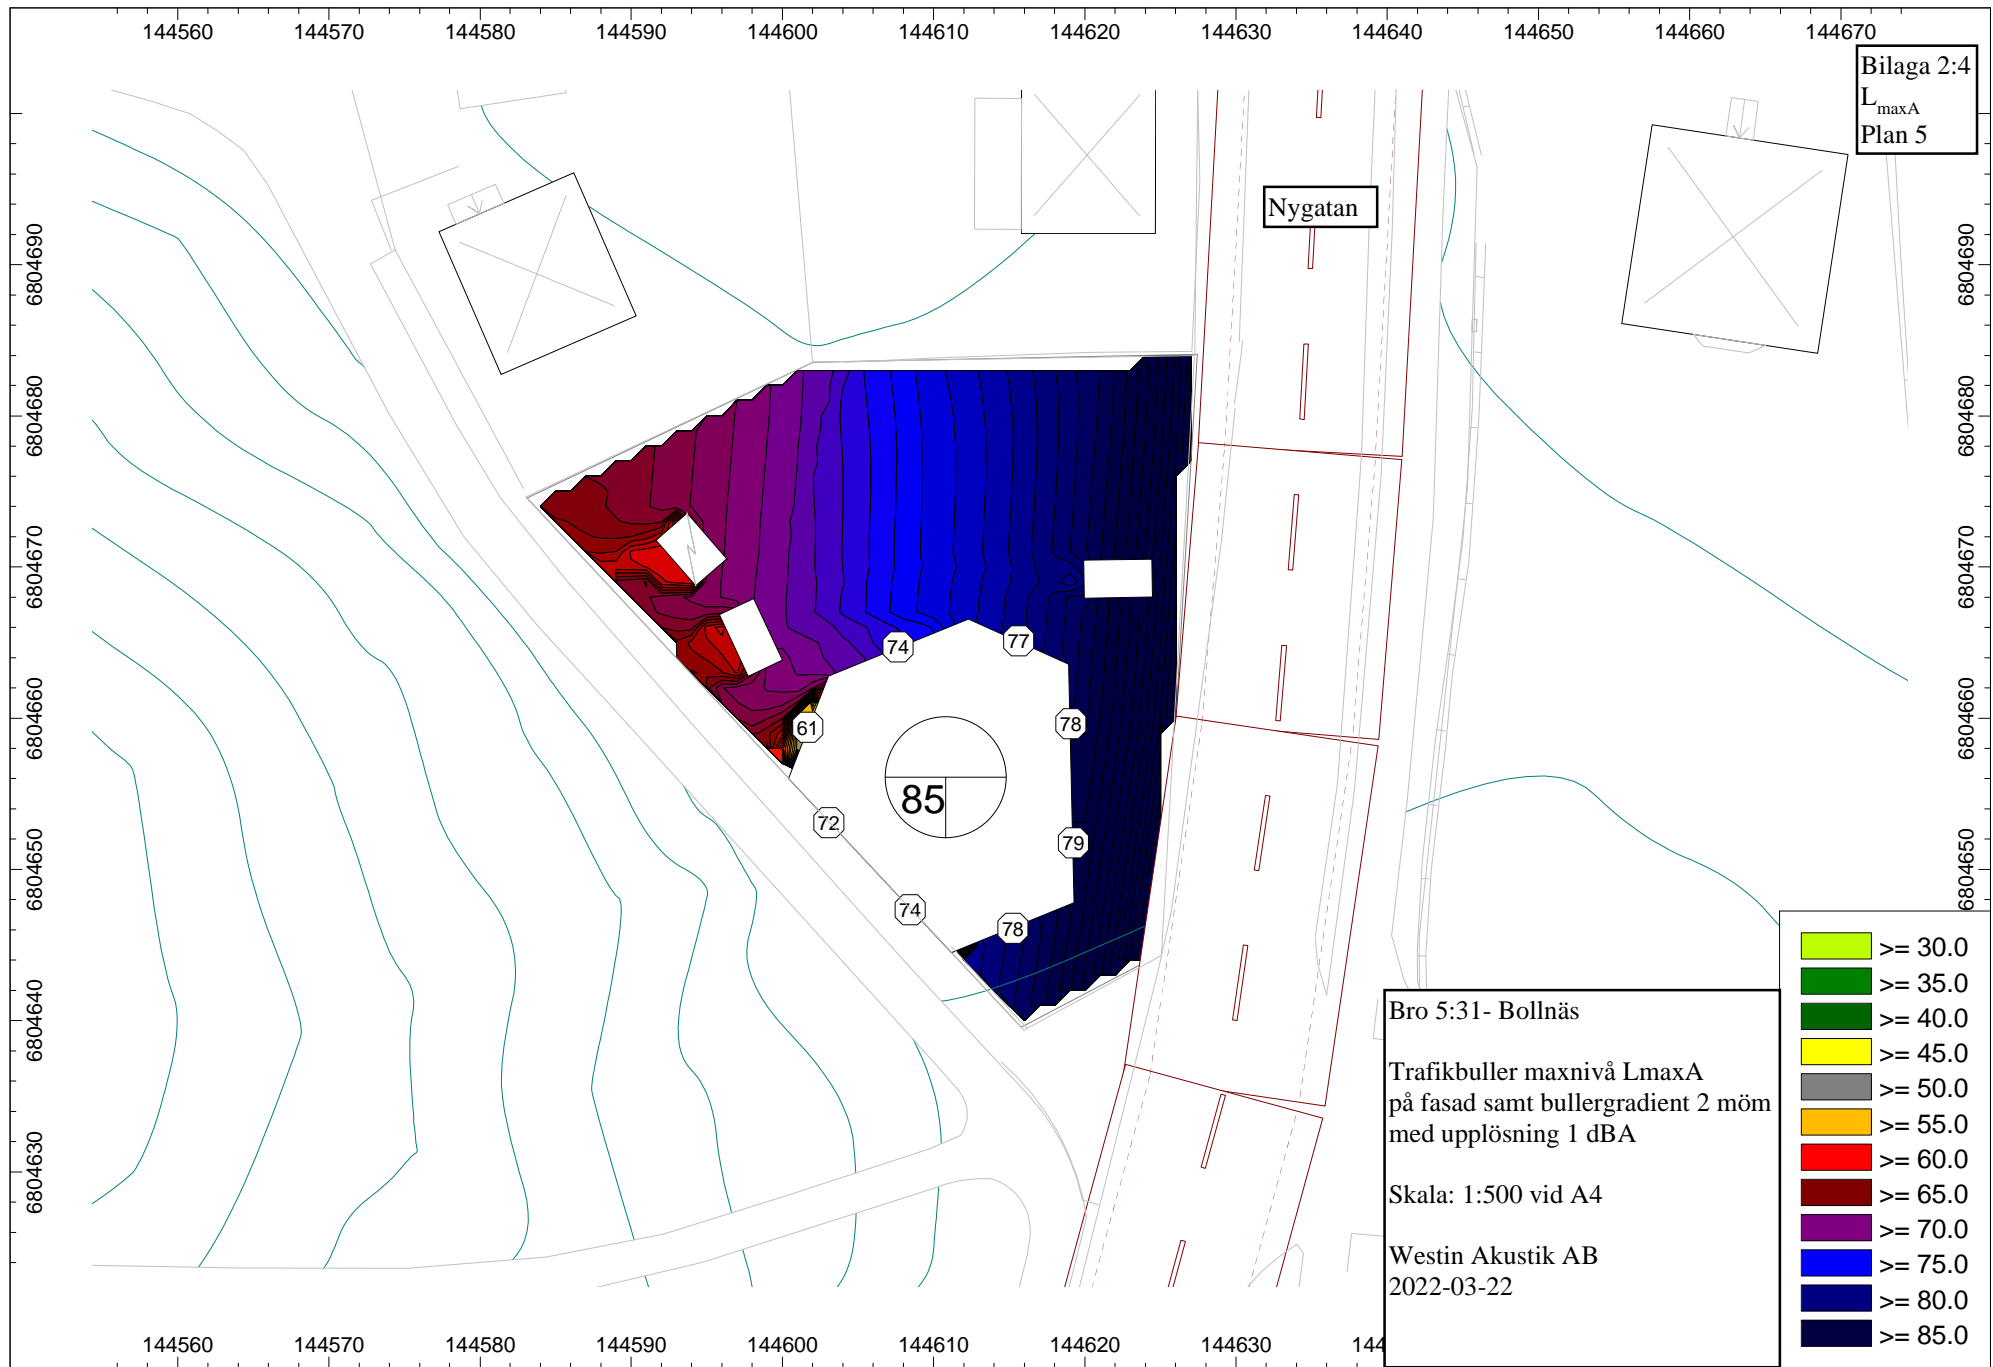 144560 144570 144580 144590 144600 144610 144620 144630 144640 144650 144660 144670
Bilaga 2:4
LmaxA
Plan 5
Nygatan
6804690
6804680
6804670
6804660
6804650
6804640
6804630
6804690
6804680
6804670
6804660
6804650
74
77
61
78
85
72
79
74
78
>= 30.0
>= 35.0
>= 40.0
>= 45.0
>= 50.0
>= 55.0
>= 60.0
>= 65.0
>= 70.0
>= 75.0
>= 80.0
>= 85.0
Bro 5:31- Bollnäs
Trafikbuller maxnivå LmaxA
på fasad samt bullergradient 2 möm
med upplösning 1 dBA
Skala: 1:500 vid A4
Westin Akustik AB
2022-03-22
144560 144570 144580 144590 144600 144610 144620 144630